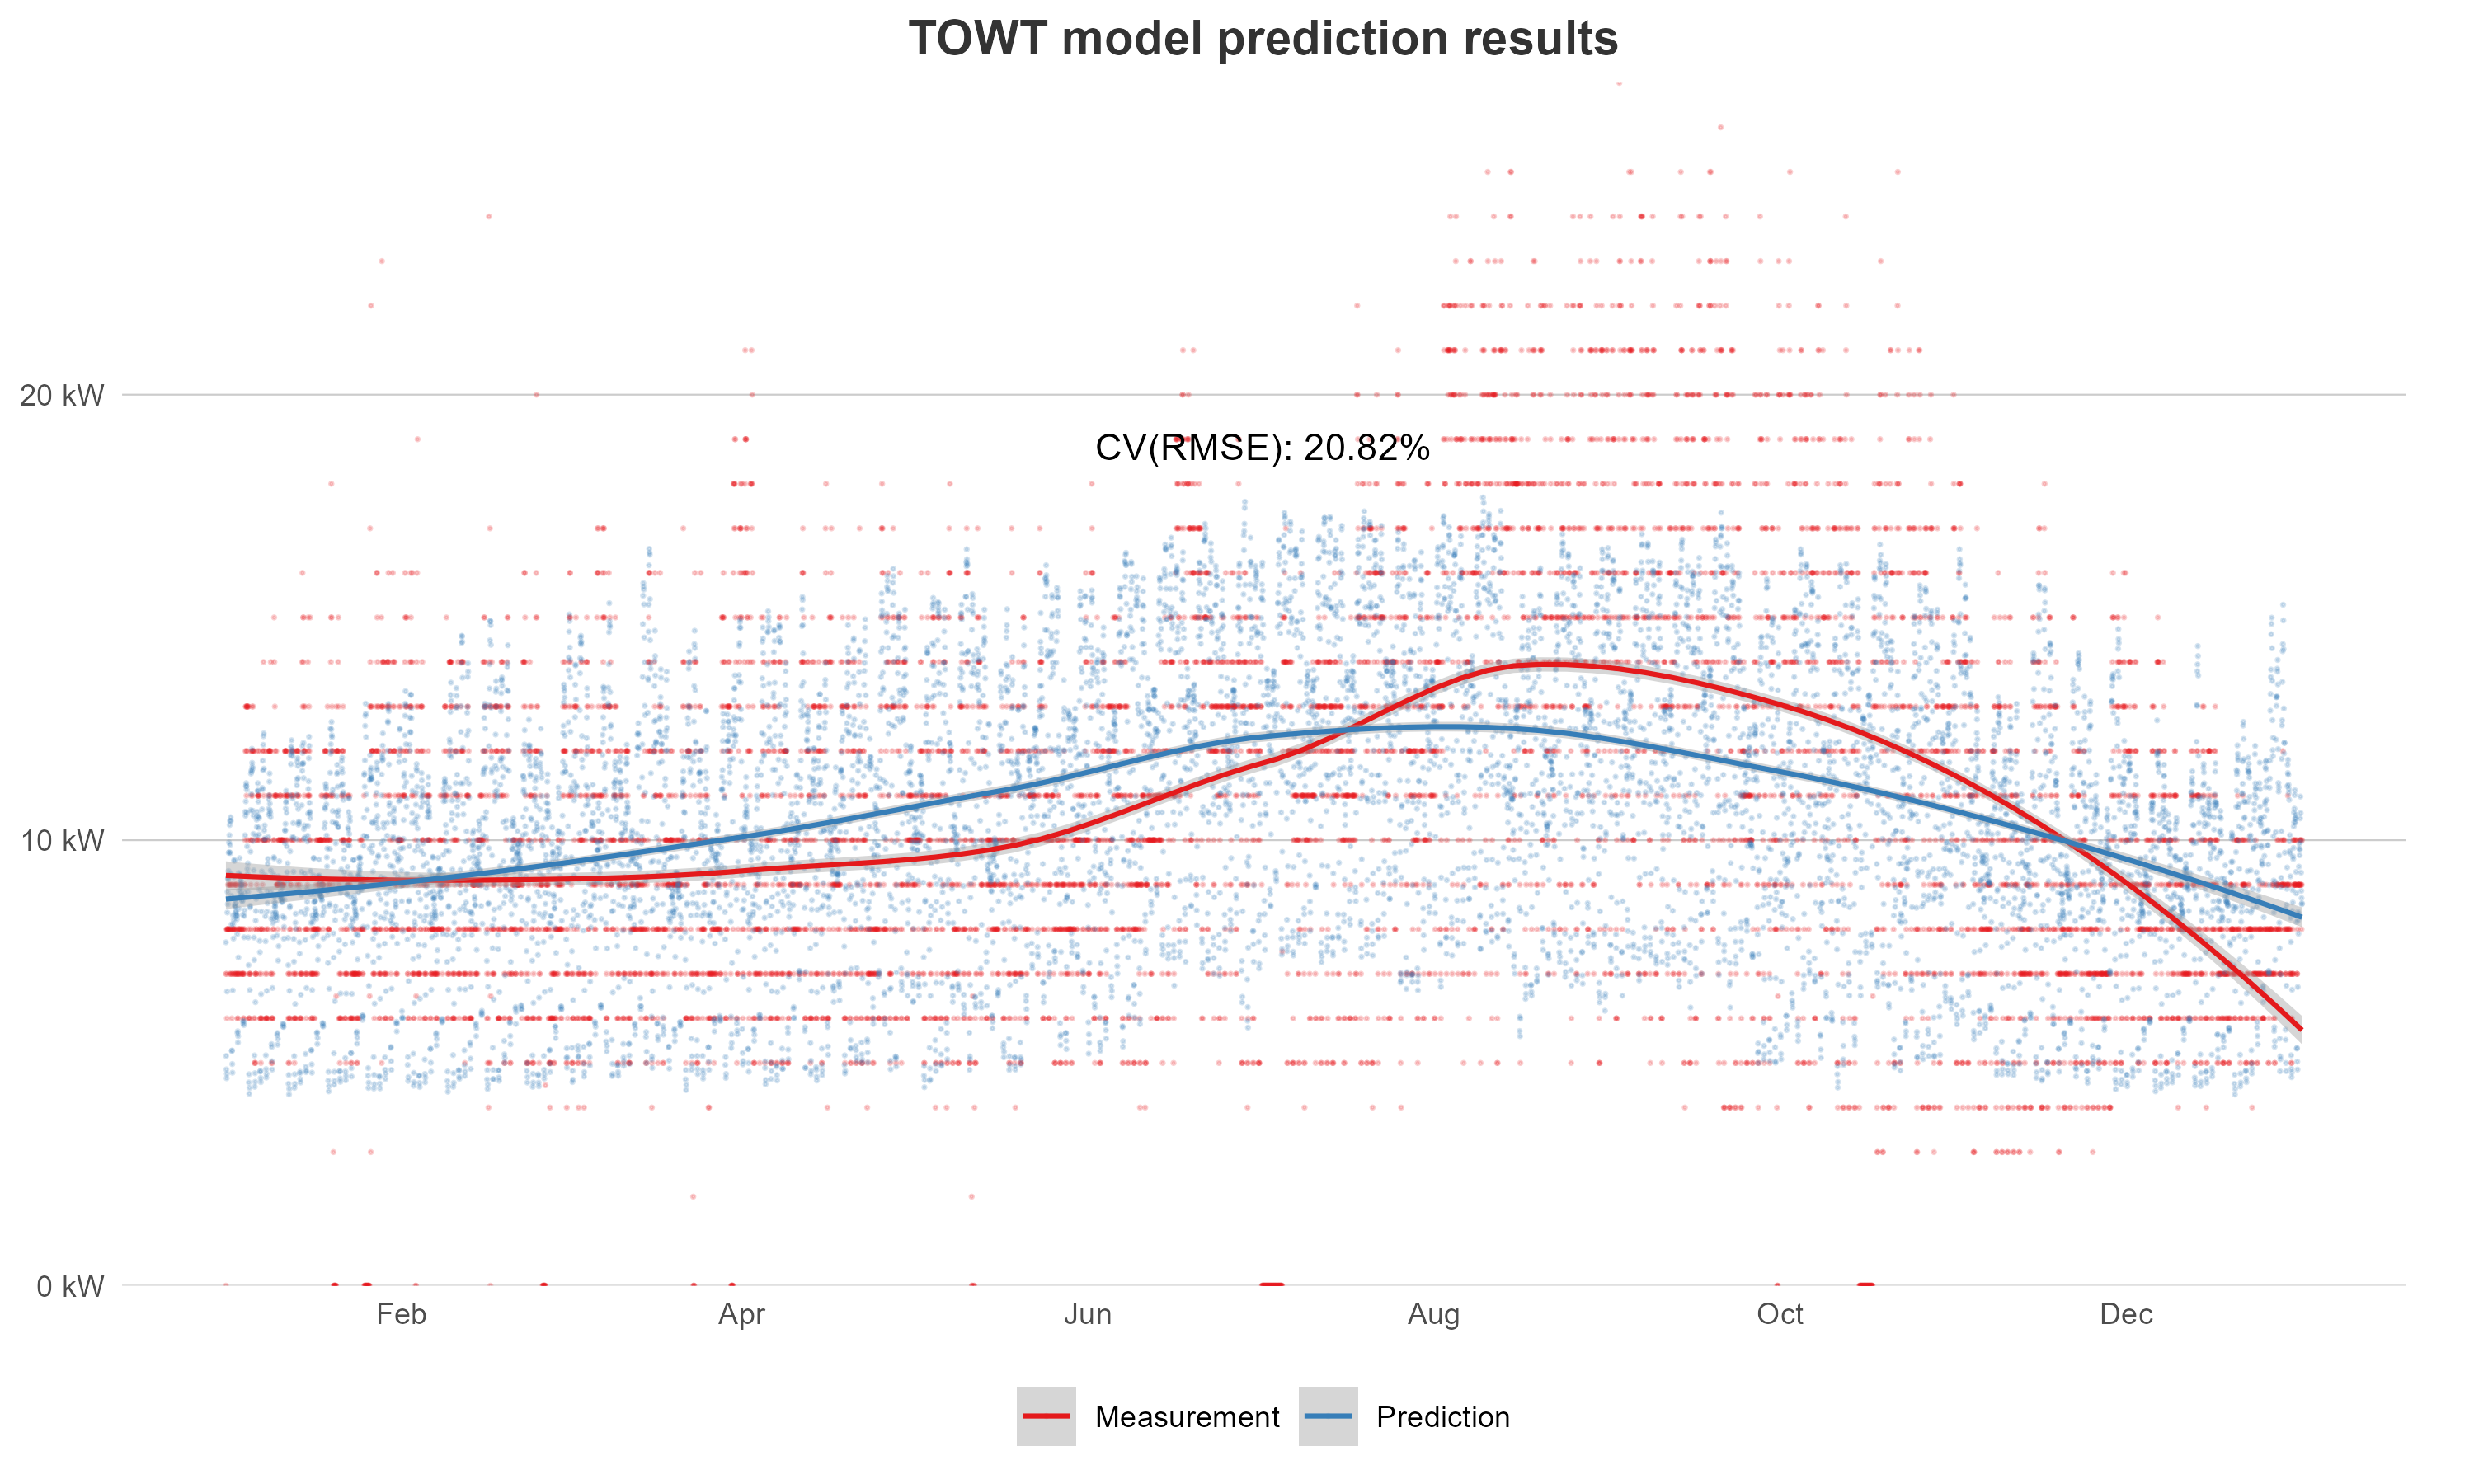 TOWT model prediction results
20 kW
CV(RMSE): 20.82%
10 kW
0 kW
Feb Apr Jun Aug Oct Dec
Measurement Prediction